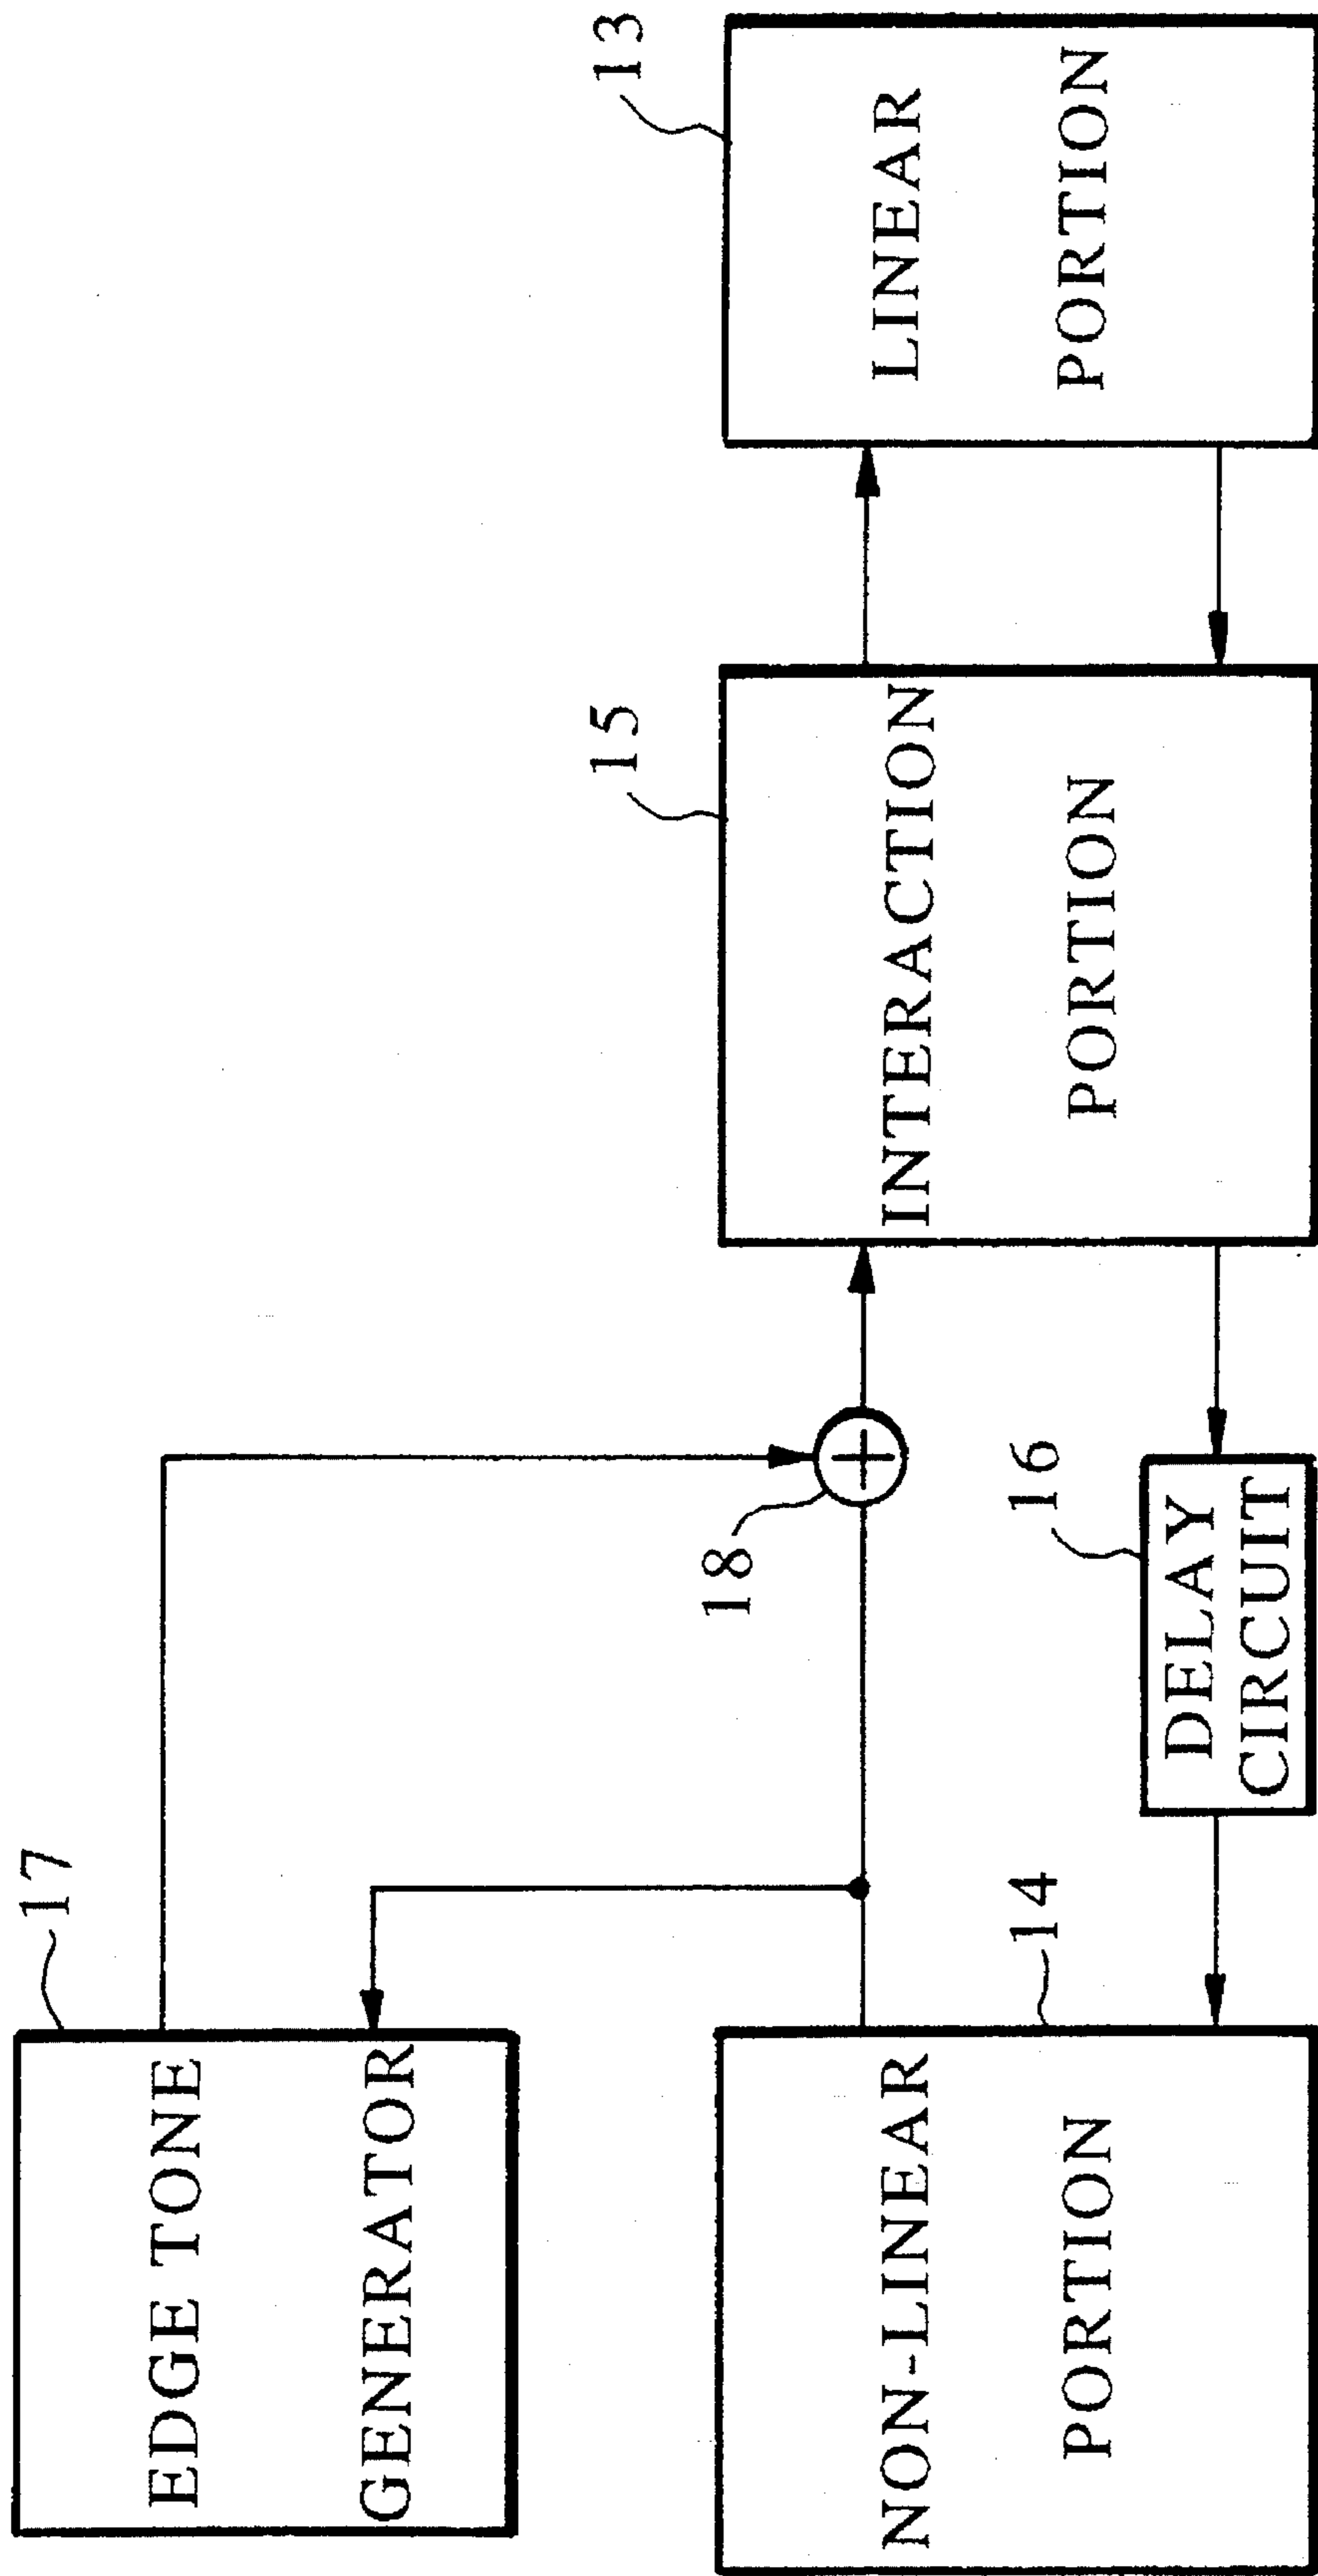 17
EDGE TONE
GENERATOR
18
14
NON-LINEAR
PORTION
16
DELAY
CIRCUIT
15
INTERACTION
PORTION
13
LINEAR
PORTION